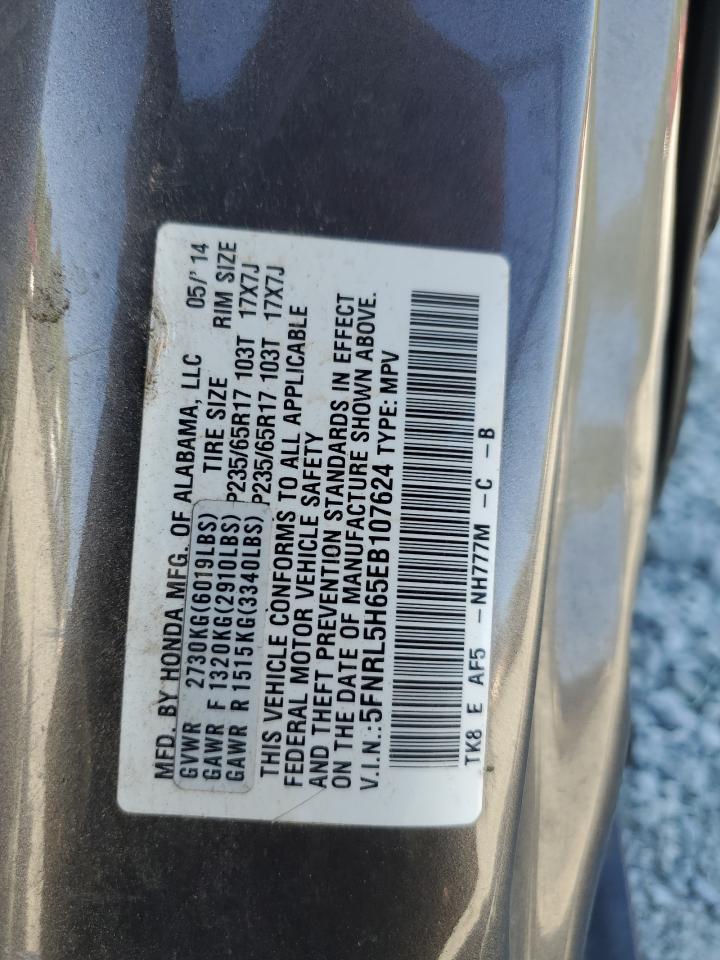 MFD. BY HONDA MFG. OF ALABAMA, LLC 05/'14
GVWR 2730KG(6019LBS) TIRE SIZE RIM SIZE
GAWR F 1320KG(2910LBS) P235/65R17 103T 17X7J
GAWR R 1515KG(3340LBS) P235/65R17 103T 17X7J
THIS VEHICLE CONFORMS TO ALL APPLICABLE
FEDERAL MOTOR VEHICLE SAFETY
AND THEFT PREVENTION STANDARDS IN EFFECT
ON THE DATE OF MANUFACTURE SHOWN ABOVE.
V.I.N.:5FNRL5H65EB107624 TYPE: MPV
TK8 E AF5 -NH777M -C -B